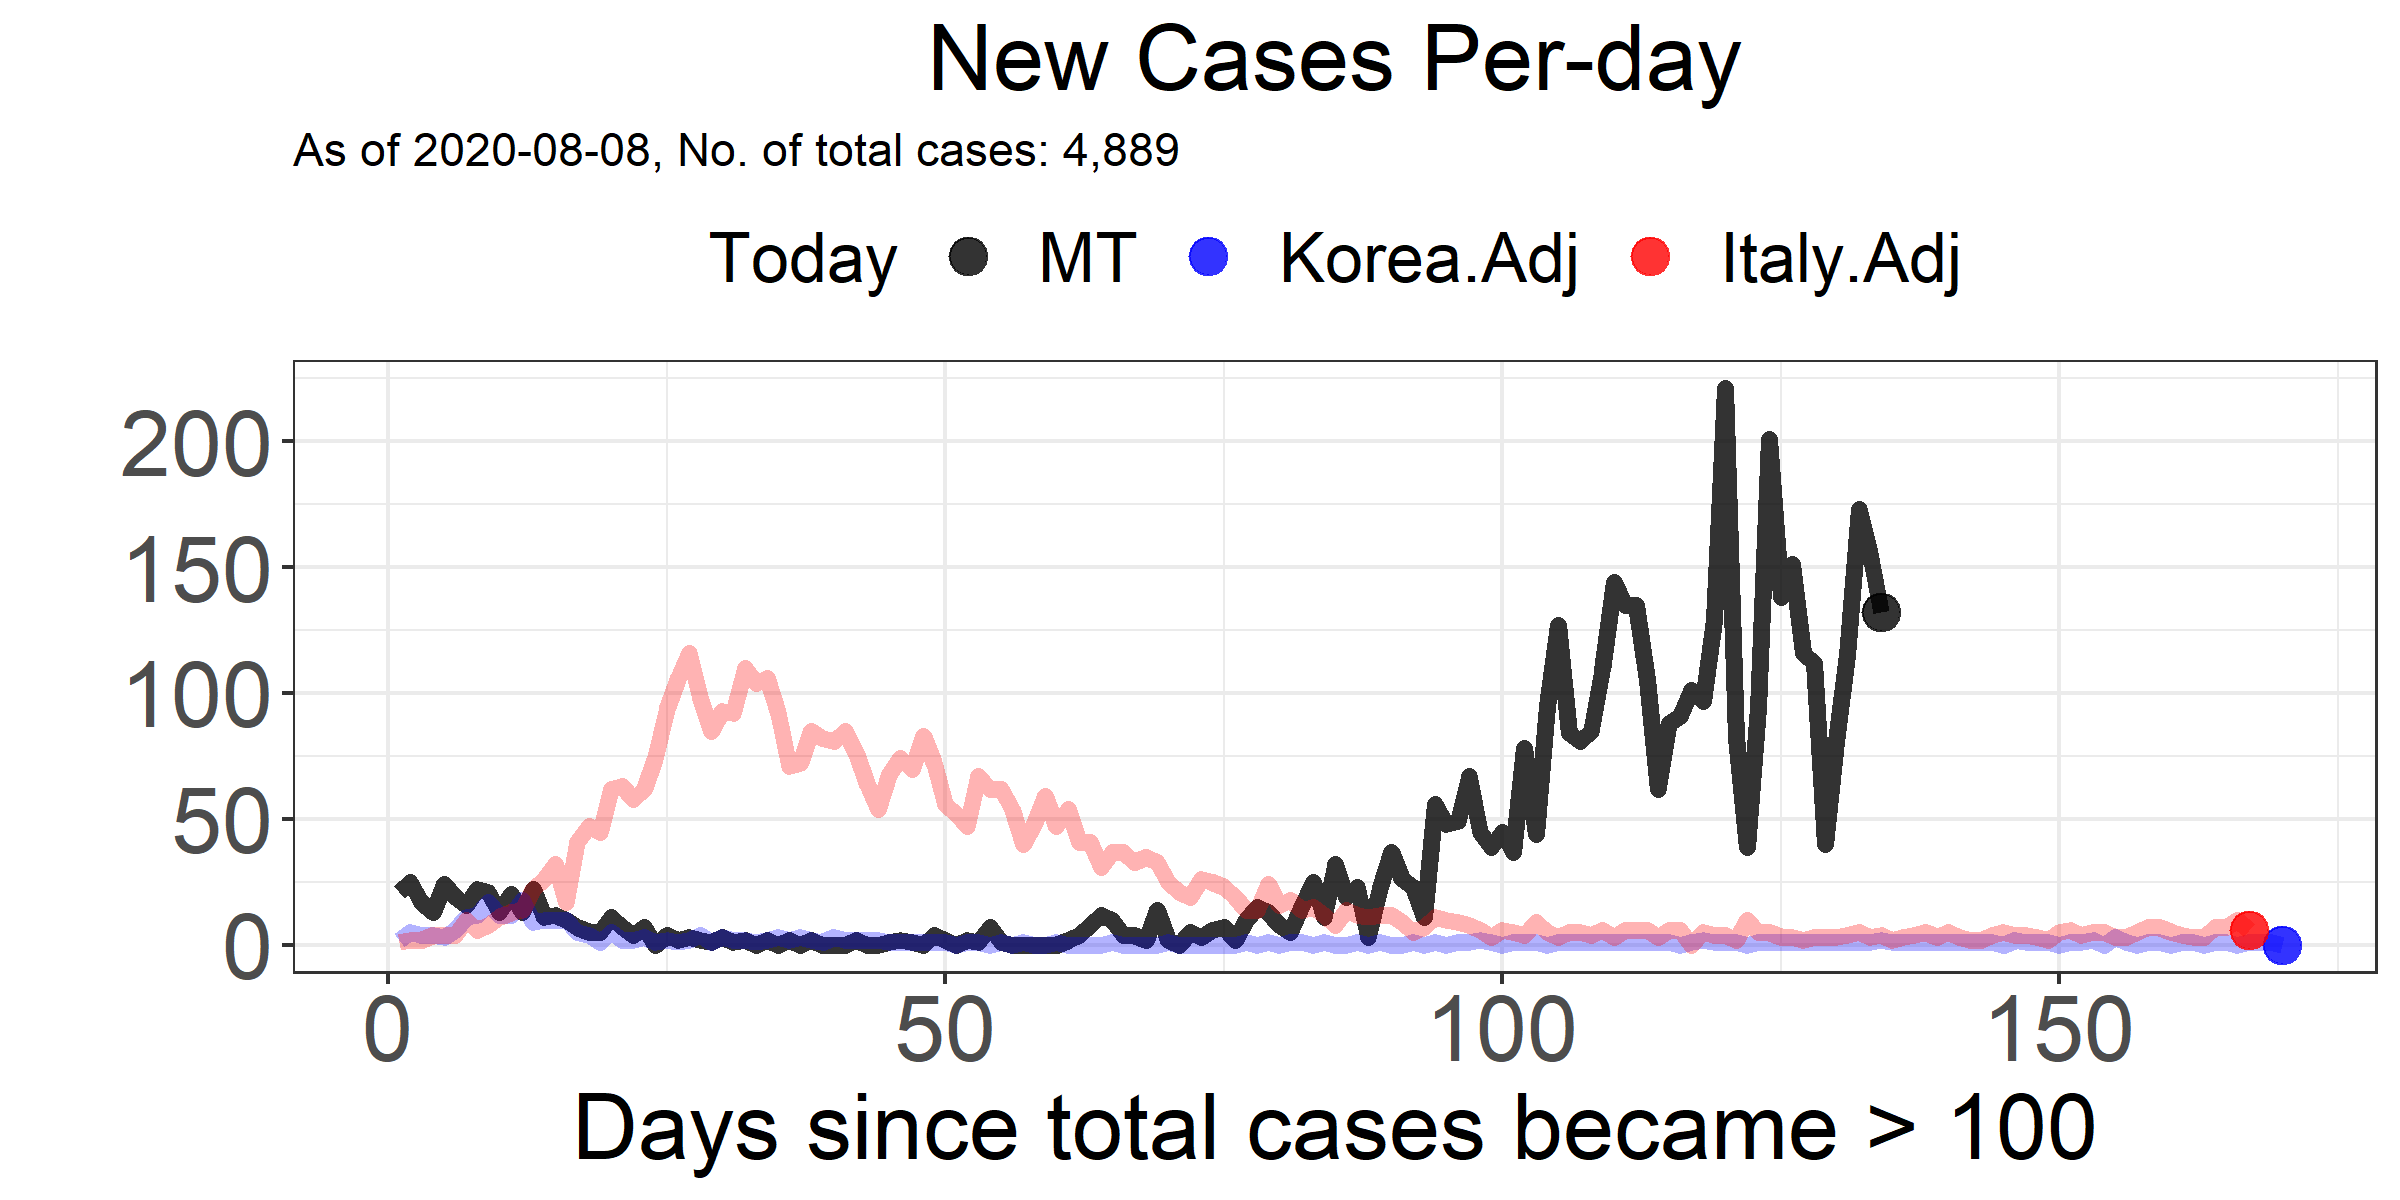 New Cases Per-day
As of 2020-08-08, No. of total cases: 4,889
Today MT Korea.Adj Italy.Adj
200
150
100
50
0
0 50 100 150
Days since total cases became > 100